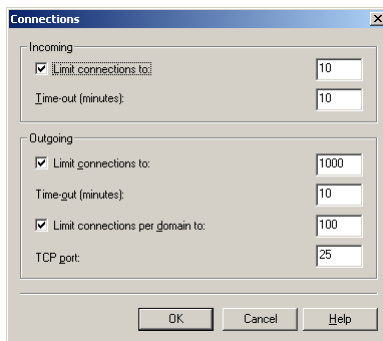 Connections
Incoming
Limit connections to: 10
Time-out (minutes): 10
Outgoing
Limit connections to: 1000
Time-out (minutes): 10
Limit connections per domain to: 100
TCP port: 25
OK Cancel Help